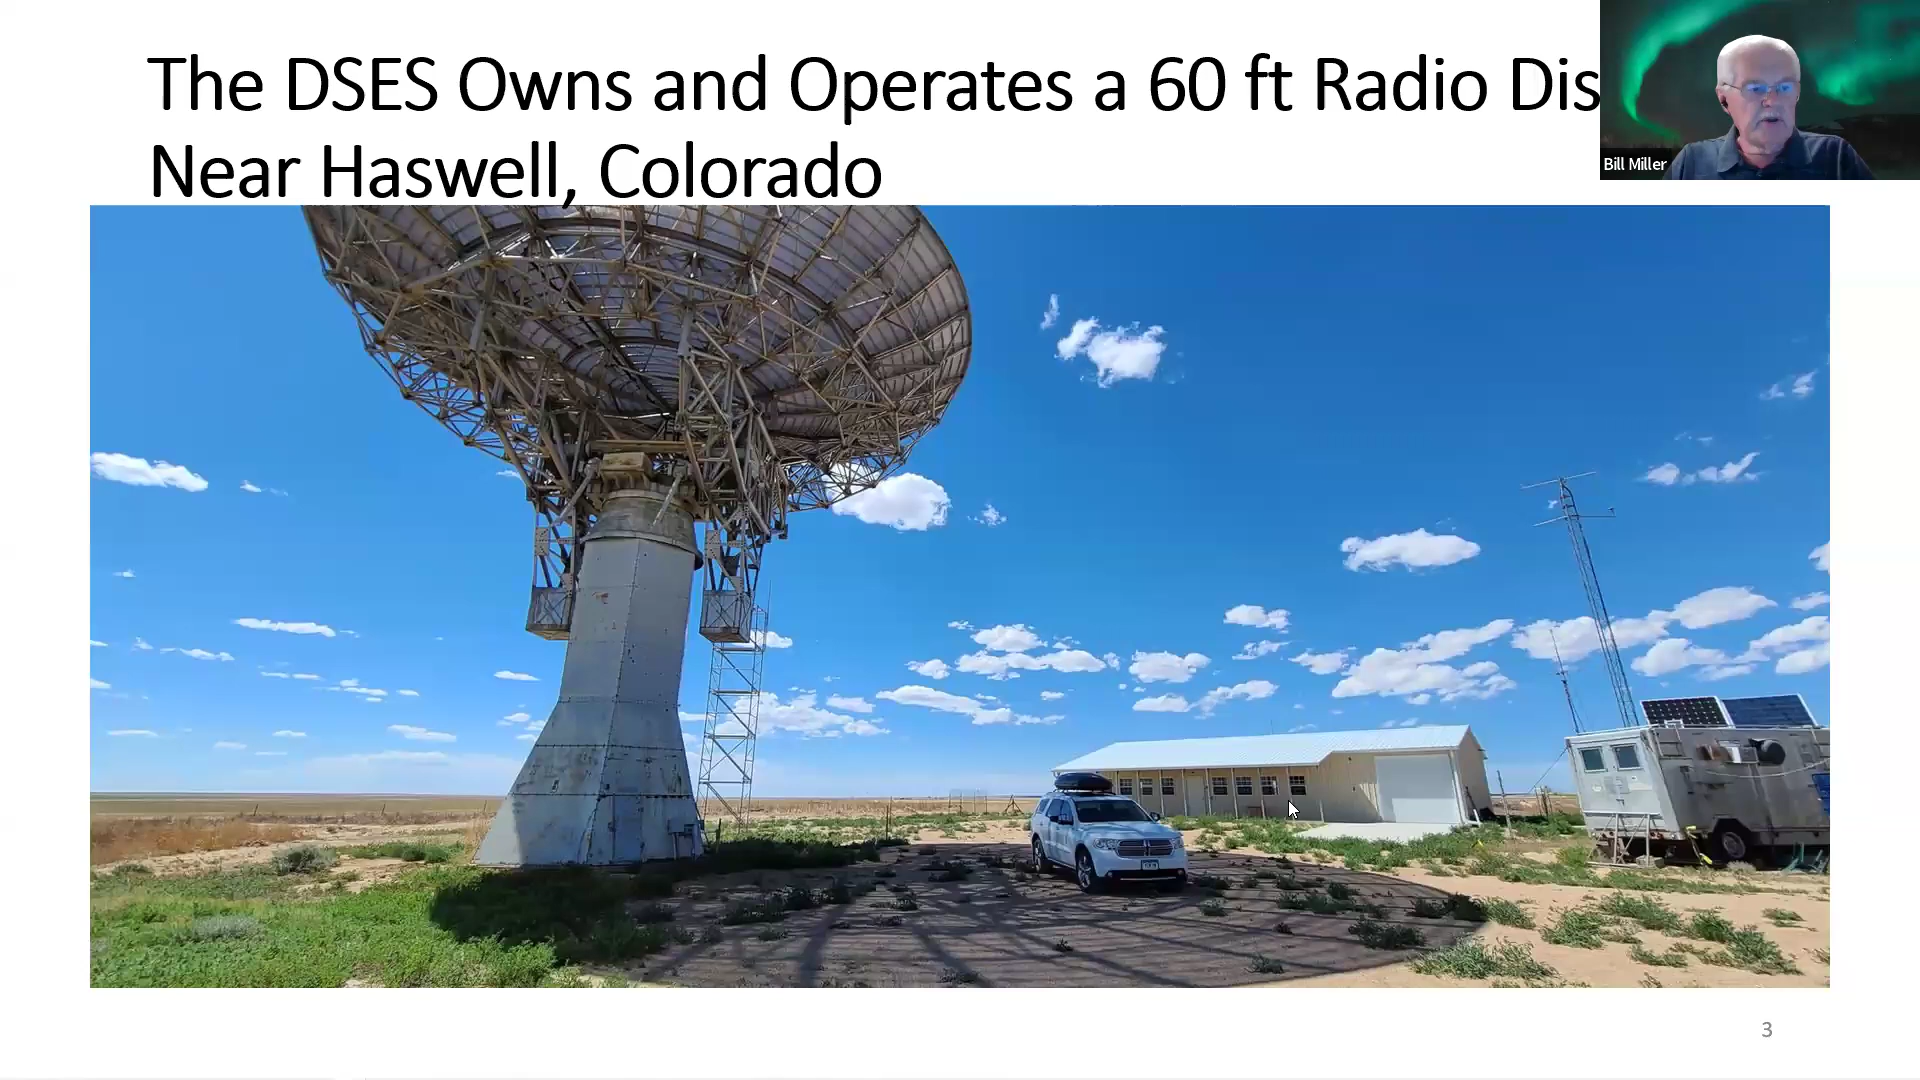 The DSES Owns and Operates a 60 ft Radio Dis
Near Haswell, Colorado
Bill Miller
3